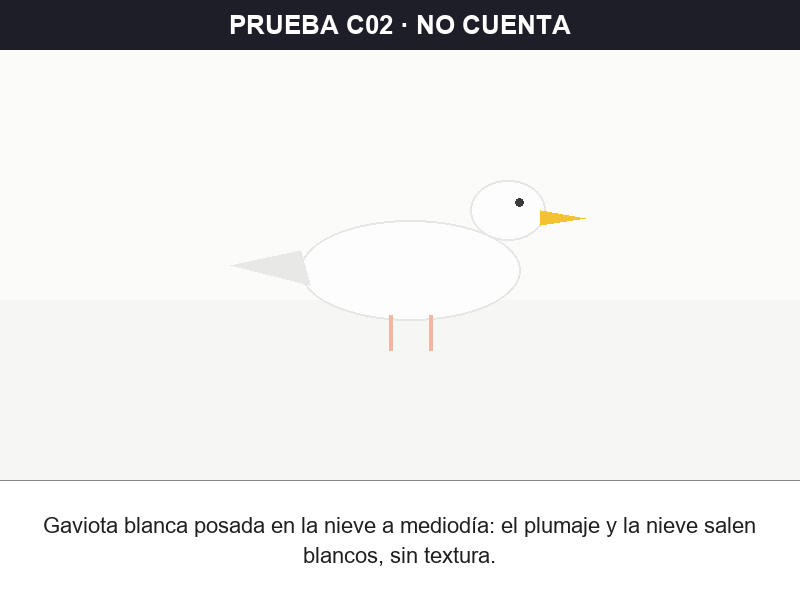 PRUEBA C02 · NO CUENTA
Gaviota blanca posada en la nieve a mediodía: el plumaje y la nieve salen
blancos, sin textura.